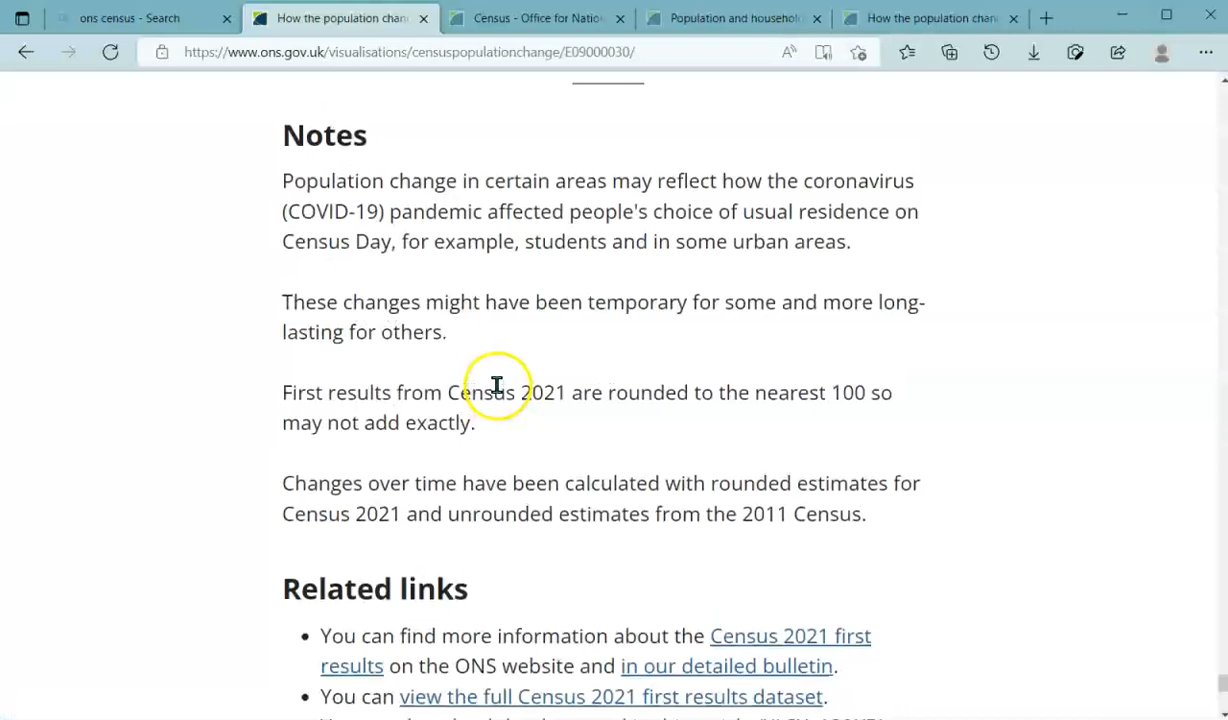 ons census - Search
How the population chan
Census - Office for Natio
Population and househol
How the population chan
https://www.ons.gov.uk/visualisations/censuspopulationchange/E09000030/
Notes
Population change in certain areas may reflect how the coronavirus
(COVID-19) pandemic affected people's choice of usual residence on
Census Day, for example, students and in some urban areas.
These changes might have been temporary for some and more long-
lasting for others.
First results from Census 2021 are rounded to the nearest 100 so
may not add exactly.
Changes over time have been calculated with rounded estimates for
Census 2021 and unrounded estimates from the 2011 Census.
Related links
• You can find more information about the Census 2021 first
results on the ONS website and in our detailed bulletin.
• You can view the full Census 2021 first results dataset.